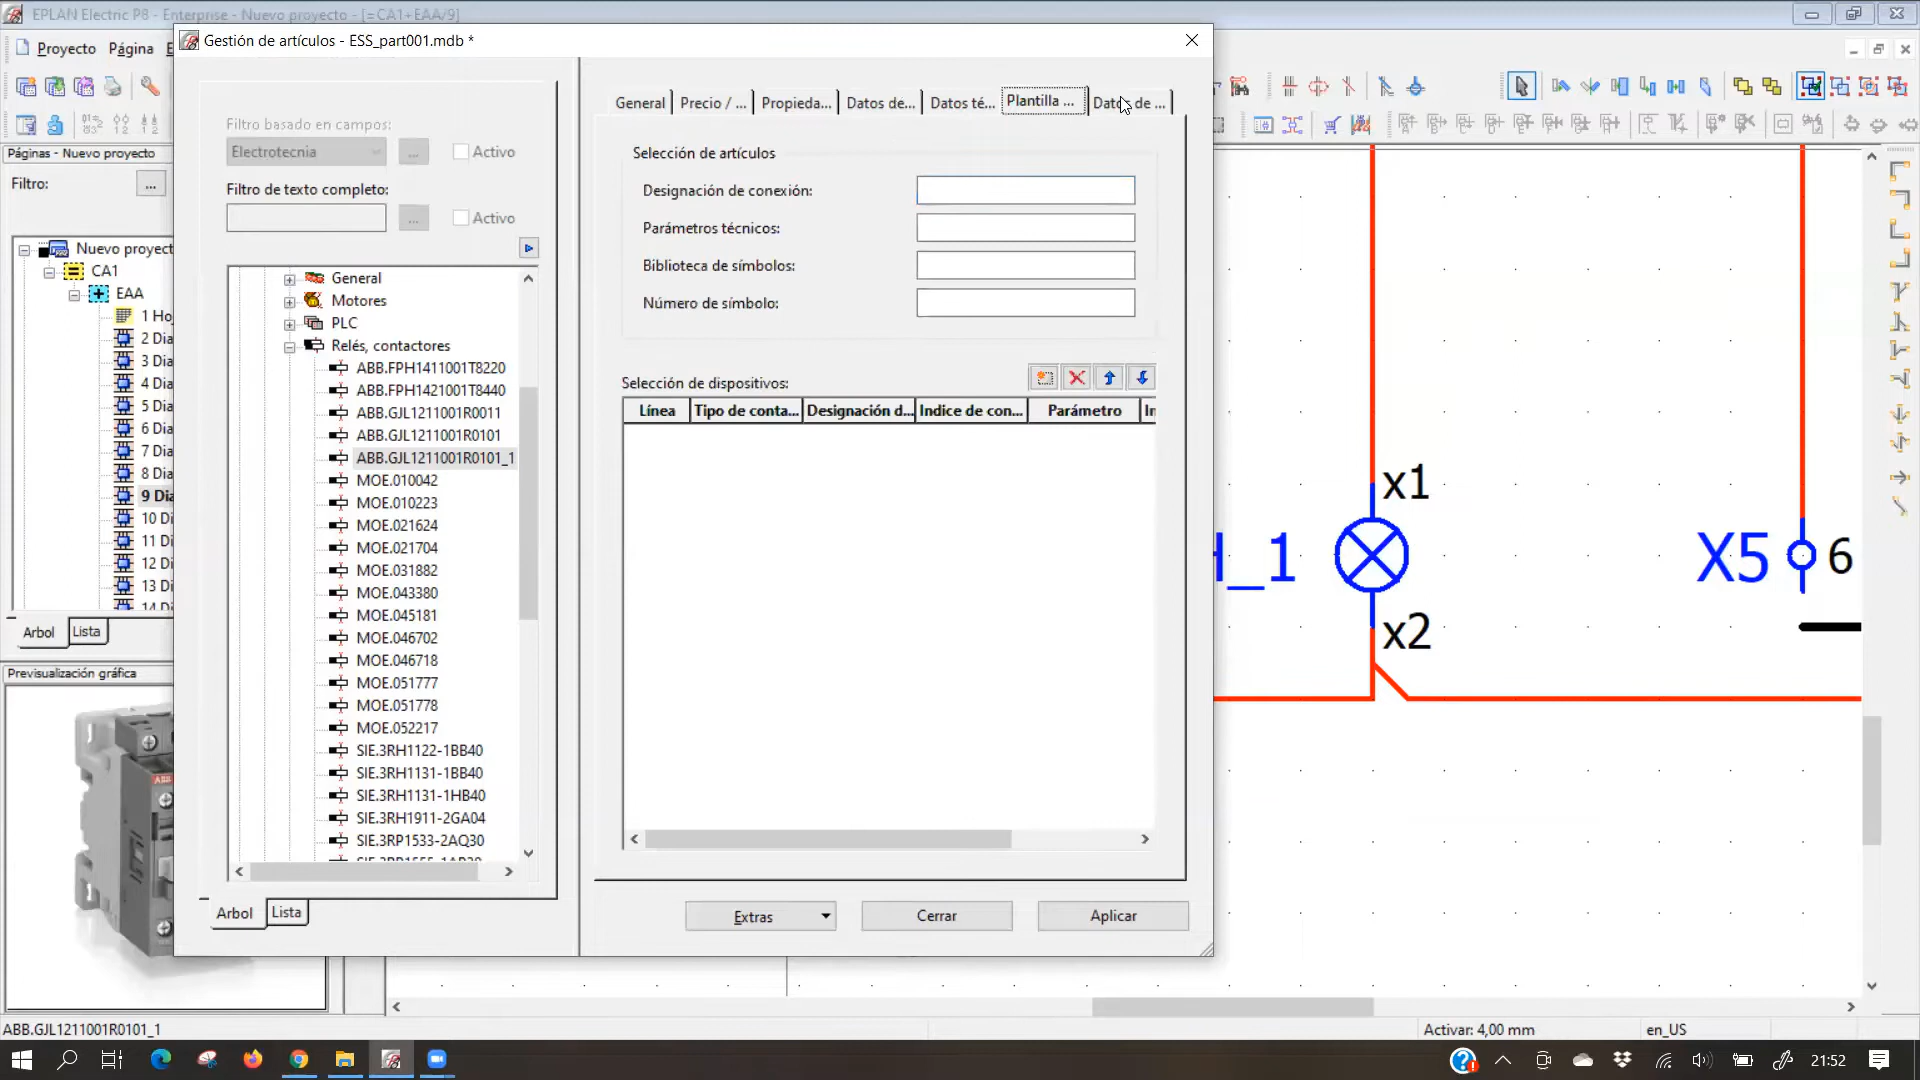 EPLAN Electric P8 - Enterprise - Nuevo proyecto - [=CA1+EAA/9]
Proyecto Página E
Páginas - Nuevo proyecto
Filtro:
...
Nuevo proyect
CA1
EAA
1 Ho
2 Dia
3 Dia
4 Dia
5 Dia
6 Dia
7 Dia
8 Dia
9 Dia
10 Di
11 Di
12 Di
13 Di
14 Di
Arbol Lista
Previsualización gráfica
ABB
Gestión de artículos - ESS_part001.mdb *
Filtro basado en campos:
Electrotecnia ... Activo
Filtro de texto completo:
... Activo
General
Motores
PLC
Relés, contactores
ABB.FPH1411001T8220
ABB.FPH1421001T8440
ABB.GJL1211001R0011
ABB.GJL1211001R0101
ABB.GJL1211001R0101_1
MOE.010042
MOE.010223
MOE.021624
MOE.021704
MOE.031882
MOE.043380
MOE.045181
MOE.046702
MOE.046718
MOE.051777
MOE.051778
MOE.052217
SIE.3RH1122-1BB40
SIE.3RH1131-1BB40
SIE.3RH1131-1HB40
SIE.3RH1911-2GA04
SIE.3RP1533-2AQ30
Arbol Lista
General Precio / ... Propieda... Datos de... Datos té... Plantilla ... Datos de ...
Selección de artículos
Designación de conexión:
Parámetros técnicos:
Biblioteca de símbolos:
Número de símbolo:
Selección de dispositivos:
Línea Tipo de conta... Designación d... Indice de con... Parámetro In
Extras Cerrar Aplicar
x1
H_1
x2
X5 6
ABB.GJL1211001R0101_1
Activar: 4,00 mm en_US
21:52